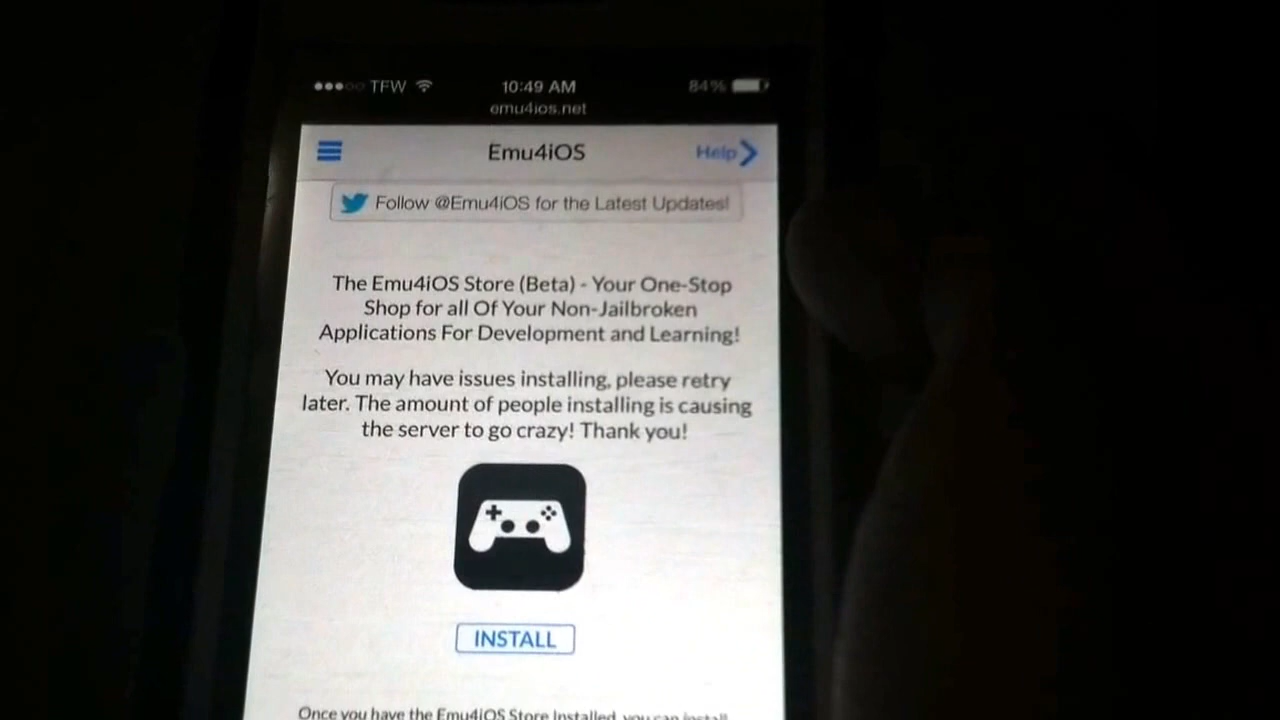 TFW 10:49 AM 84%
emu4ios.net
Emu4iOS Help
Follow @Emu4iOS for the Latest Updates!
The Emu4iOS Store (Beta) - Your One-Stop
Shop for all Of Your Non-Jailbroken
Applications For Development and Learning!
You may have issues installing, please retry
later. The amount of people installing is causing
the server to go crazy! Thank you!
INSTALL
Once you have the Emu4iOS Store Installed, you can install